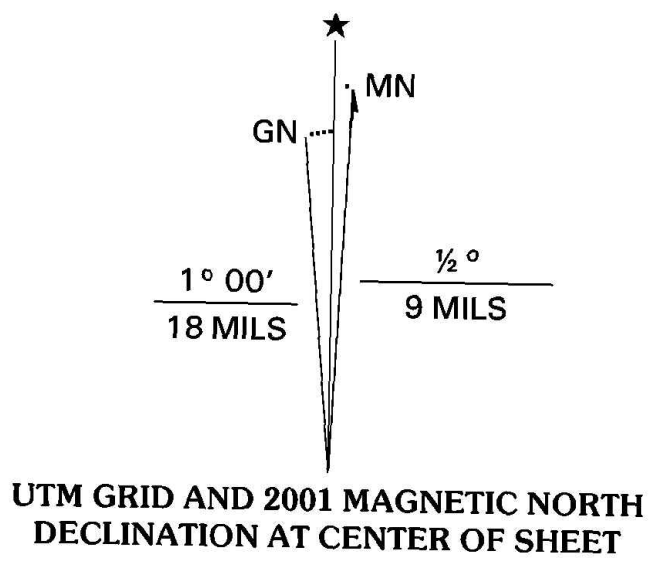 ★
MN
GN
1° 00′
18 MILS
½ °
9 MILS
UTM GRID AND 2001 MAGNETIC NORTH
DECLINATION AT CENTER OF SHEET